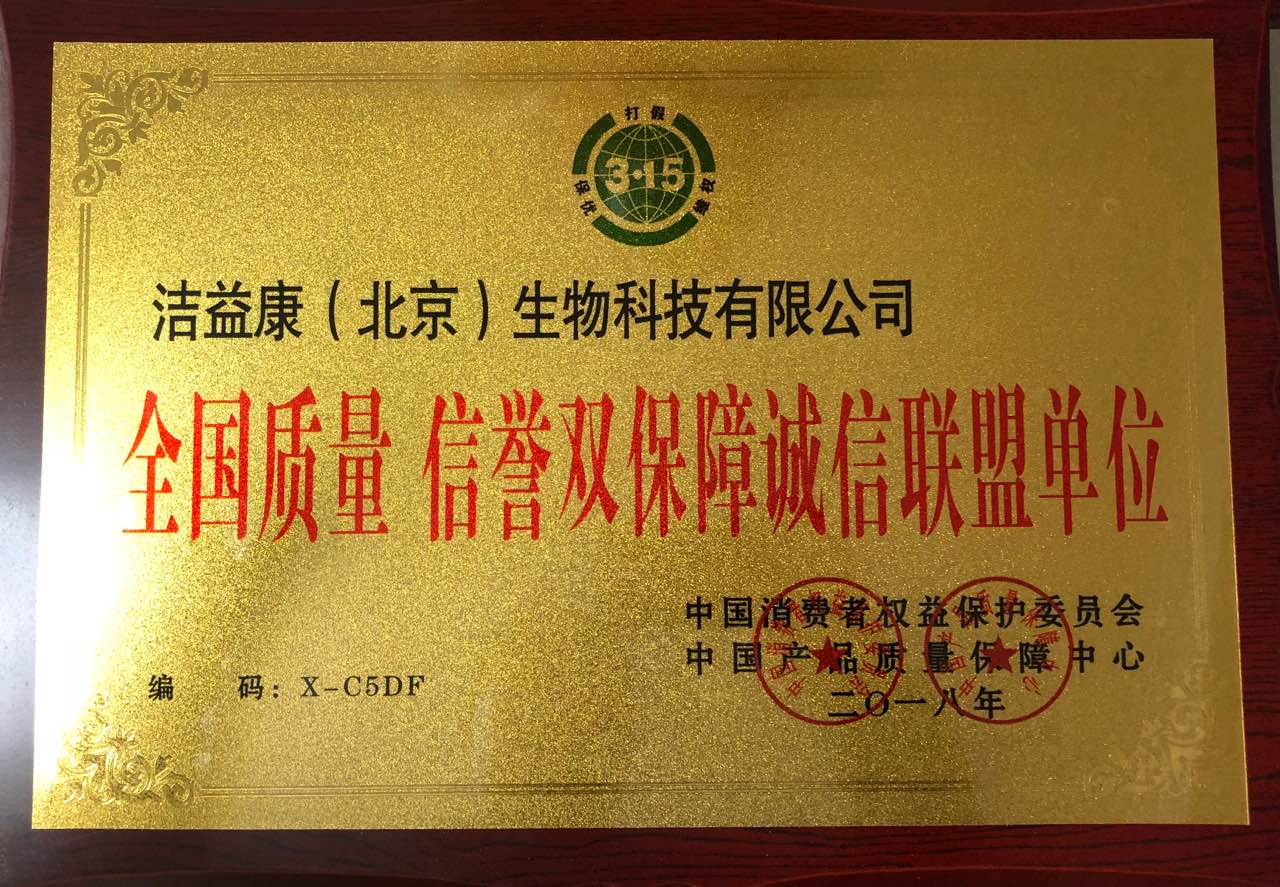 打假
3·15
维权
洁益康（北京）生物科技有限公司
全国质量 信誉双保障诚信联盟单位
中国消费者权益保护委员会
中国产品质量保障中心
编 码：X-C5DF
二〇一八年